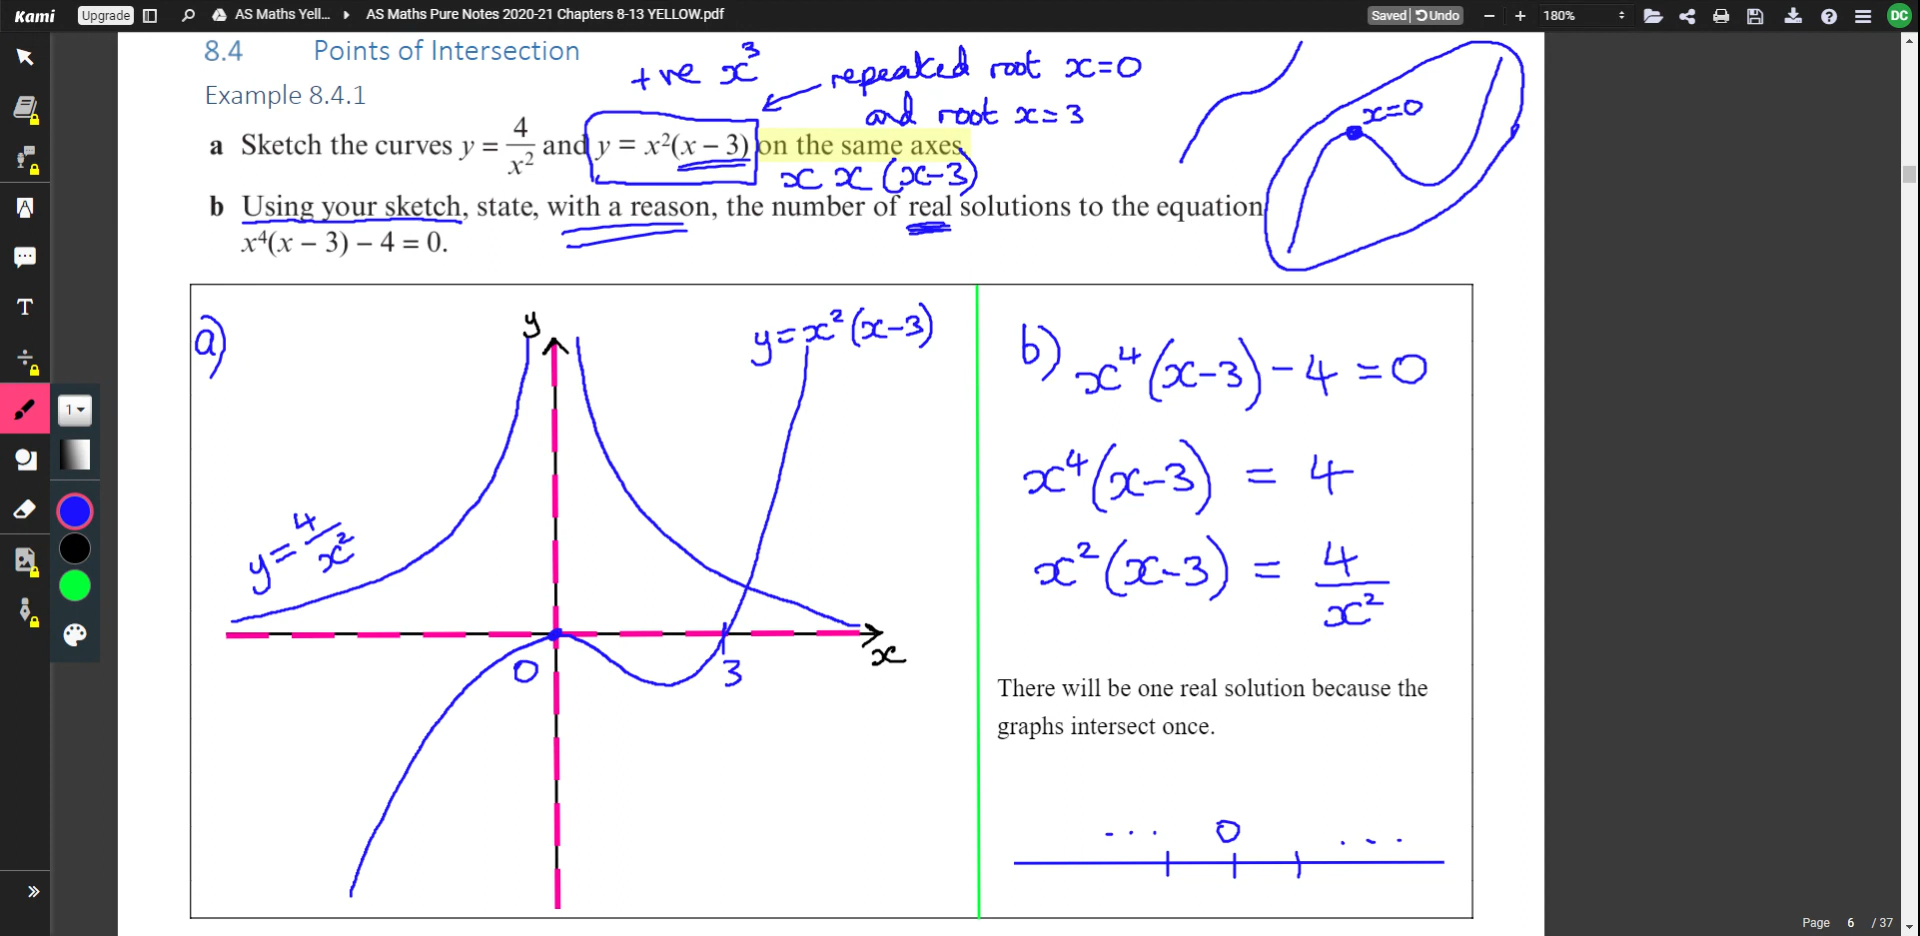 Kami
Upgrade
AS Maths Yell...
AS Maths Pure Notes 2020-21 Chapters 8-13 YELLOW.pdf
Saved
Undo
180%
DC
8.4 Points of Intersection
+ve x³
repeated root x=0
and root x=3
x=0
Example 8.4.1
a Sketch the curves y = 4/x² and y = x²(x − 3) on the same axes.
x x (x-3)
b Using your sketch, state, with a reason, the number of real solutions to the equation
x⁴(x − 3) − 4 = 0.
a)
y
y=x²(x-3)
y=4/x²
0
3
x
b) x⁴(x-3) - 4 = 0
x⁴(x-3) = 4
x²(x-3) = 4/x²
There will be one real solution because the
graphs intersect once.
... 0 ...
T
1
Page 6 / 37